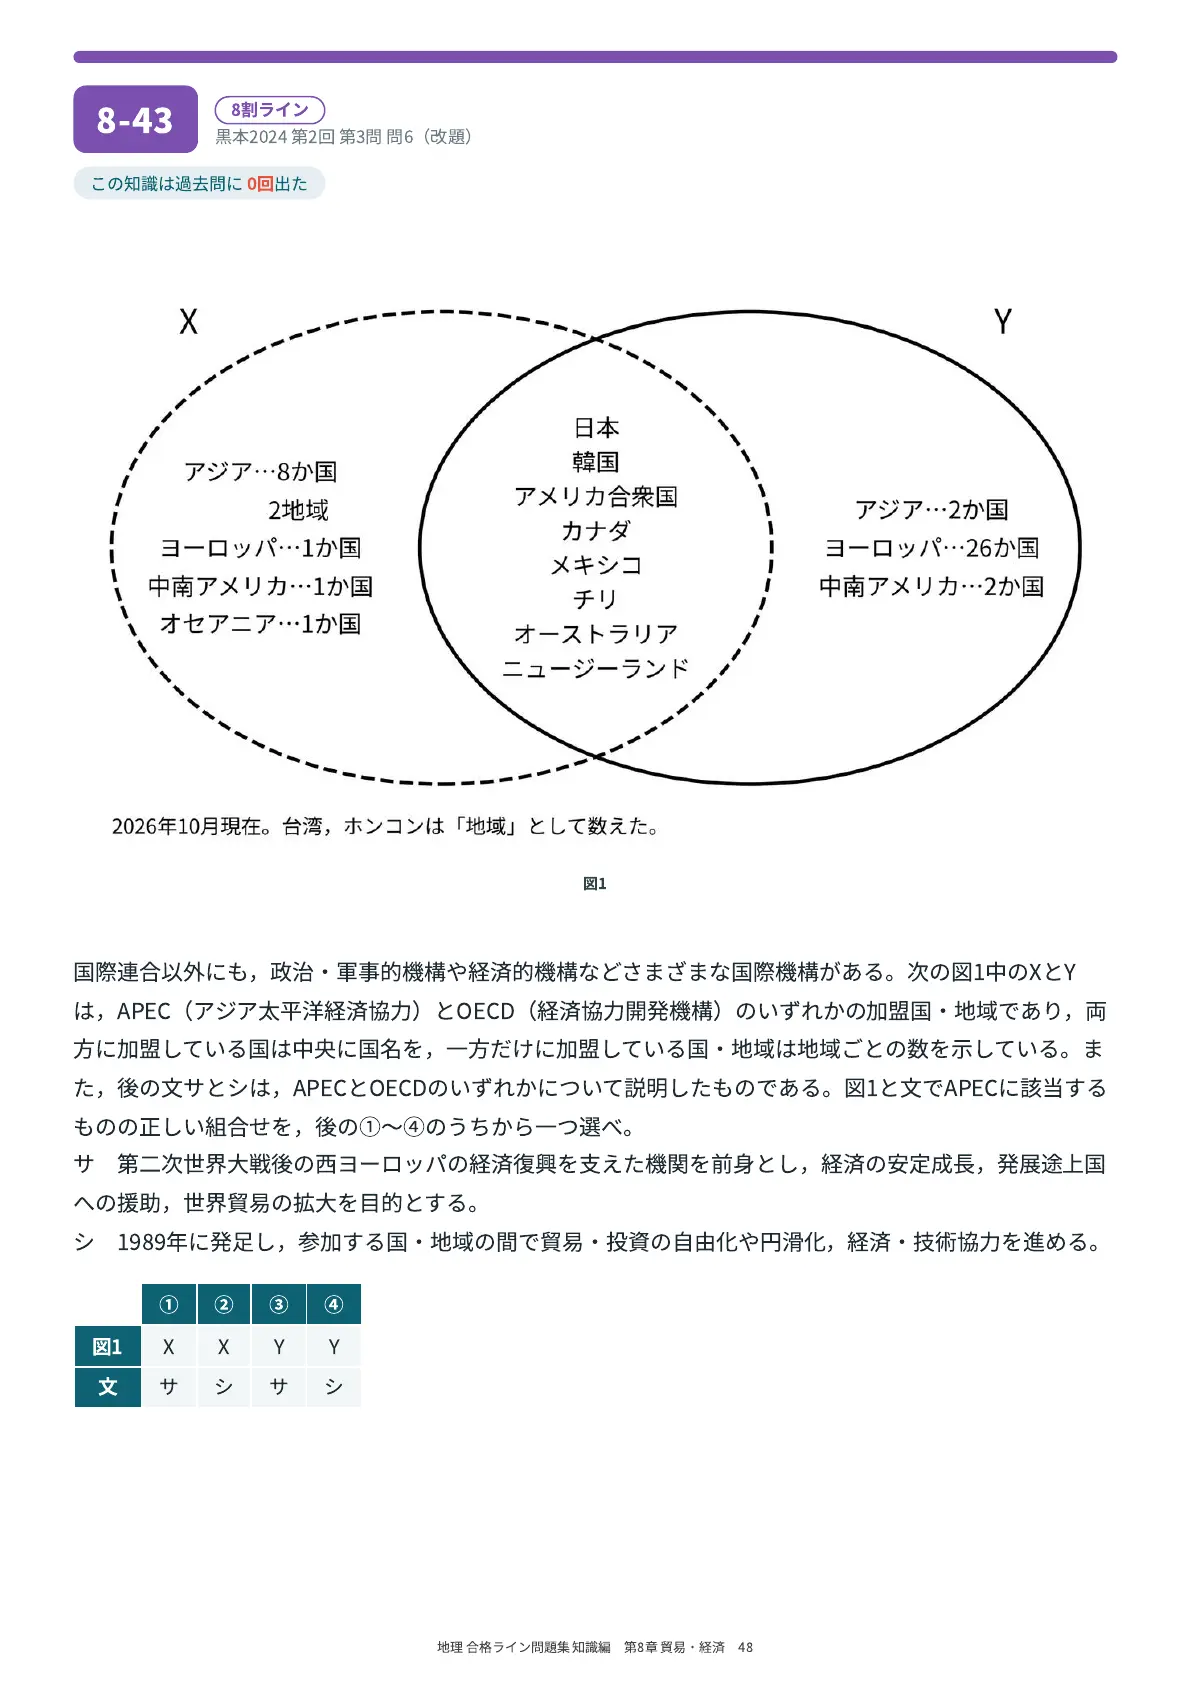 8-43
8割ライン
黒本2024 第2回 第3問 問6（改題）
この知識は過去問に 0回出た
X
Y
アジア…8か国
2地域
ヨーロッパ…1か国
中南アメリカ…1か国
オセアニア…1か国
日本
韓国
アメリカ合衆国
カナダ
メキシコ
チリ
オーストラリア
ニュージーランド
アジア…2か国
ヨーロッパ…26か国
中南アメリカ…2か国
2026年10月現在。台湾，ホンコンは「地域」として数えた。
図1
国際連合以外にも，政治・軍事的機構や経済的機構などさまざまな国際機構がある。次の図1中のXとY
は，APEC（アジア太平洋経済協力）とOECD（経済協力開発機構）のいずれかの加盟国・地域であり，両
方に加盟している国は中央に国名を，一方だけに加盟している国・地域は地域ごとの数を示している。ま
た，後の文サとシは，APECとOECDのいずれかについて説明したものである。図1と文でAPECに該当する
ものの正しい組合せを，後の①～④のうちから一つ選べ。
サ　第二次世界大戦後の西ヨーロッパの経済復興を支えた機関を前身とし，経済の安定成長，発展途上国
への援助，世界貿易の拡大を目的とする。
シ　1989年に発足し，参加する国・地域の間で貿易・投資の自由化や円滑化，経済・技術協力を進める。
① ② ③ ④
図1 X X Y Y
文 サ シ サ シ
地理 合格ライン問題集 知識編　第8章 貿易・経済　48